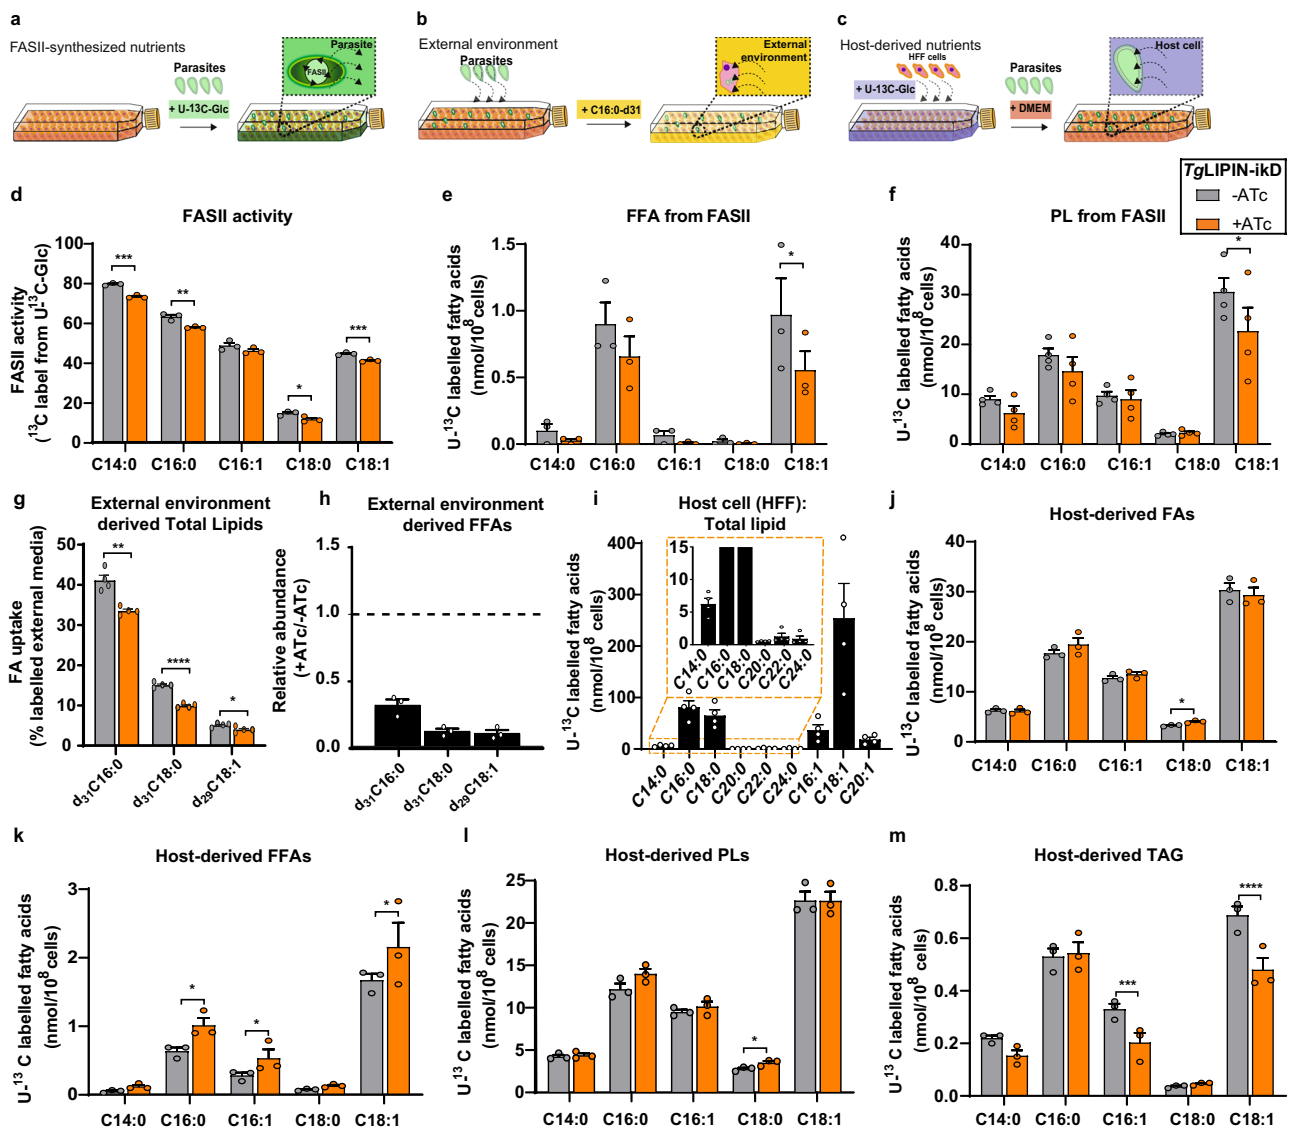 a
FASII-synthesized nutrients
Parasites
+ U-13C-Glc
Parasite
FASII
b
External environment
Parasites
+ C16:0-d31
External
environment
c
Host-derived nutrients
HFF cells
+ U-13C-Glc
Parasites
+ DMEM
Host cell
TgLIPIN-ikD
-ATc
+ATc
d
FASII activity
FASII activity
(13C label from U-13C-Glc)
100
80
60
40
20
0
***
**
*
***
C14:0 C16:0 C16:1 C18:0 C18:1
e
FFA from FASII
U-13C labelled fatty acids
(nmol/108 cells)
1.5
1.0
0.5
0.0
*
C14:0 C16:0 C16:1 C18:0 C18:1
f
PL from FASII
U-13C labelled fatty acids
(nmol/108 cells)
40
30
20
10
0
*
C14:0 C16:0 C16:1 C18:0 C18:1
g
External environment
derived Total Lipids
FA uptake
(% labelled external media)
50
40
30
20
10
0
**
****
*
d31C16:0 d31C18:0 d29C18:1
h
External environment
derived FFAs
Relative abundance
(+ATc/-ATc)
1.5
1.0
0.5
0.0
d31C16:0 d31C18:0 d29C18:1
i
Host cell (HFF):
Total lipid
U-13C labelled fatty acids
(nmol/108 cells)
400
300
200
100
0
15
10
5
0
C14:0 C16:0 C18:0 C20:0 C22:0 C24:0
C14:0 C16:0 C18:0 C20:0 C22:0 C24:0 C16:1 C18:1 C20:1
j
Host-derived FAs
U-13C labelled fatty acids
(nmol/108 cells)
40
30
20
10
0
*
C14:0 C16:0 C16:1 C18:0 C18:1
k
Host-derived FFAs
U-13 C labelled fatty acids
(nmol/108 cells)
3
2
1
0
*
*
*
C14:0 C16:0 C16:1 C18:0 C18:1
l
Host-derived PLs
U-13 C labelled fatty acids
(nmol/108 cells)
25
20
15
10
5
0
*
C14:0 C16:0 C16:1 C18:0 C18:1
m
Host-derived TAG
U-13 C labelled fatty acids
(nmol/108 cells)
0.8
0.6
0.4
0.2
0.0
***
****
C14:0 C16:0 C16:1 C18:0 C18:1